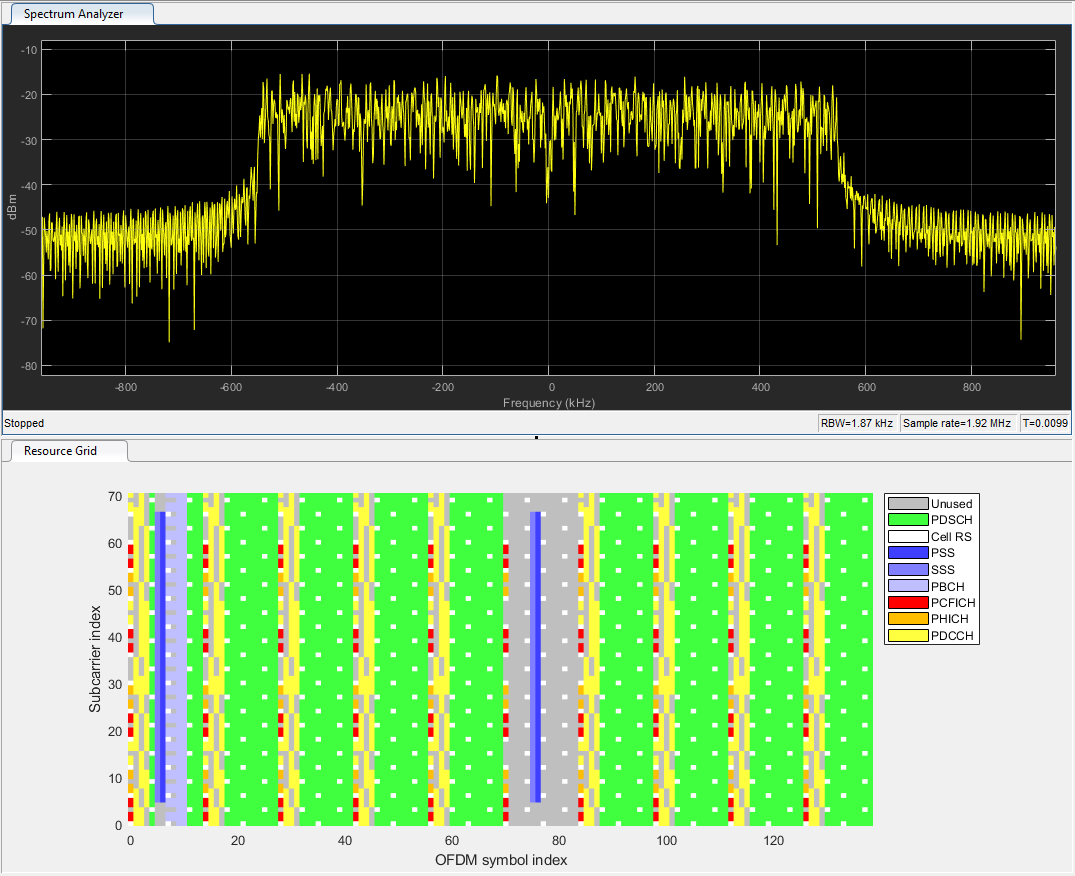 Spectrum Analyzer
-10
-20
-30
-40
-50
-60
-70
-80
dBm
-800 -600 -400 -200 0 200 400 600 800
Frequency (kHz)
Stopped RBW=1.87 kHz Sample rate=1.92 MHz T=0.0099
Resource Grid
70
60
50
40
30
20
10
0
Subcarrier index
0 20 40 60 80 100 120
OFDM symbol index
Unused
PDSCH
Cell RS
PSS
SSS
PBCH
PCFICH
PHICH
PDCCH